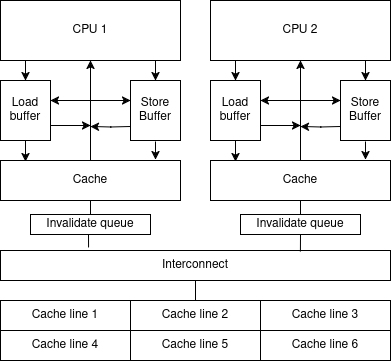 CPU 1 CPU 2
Load
buffer
Store
Buffer
Load
buffer
Store
Buffer
Cache Cache
Invalidate queue Invalidate queue
Interconnect
Cache line 1 Cache line 2 Cache line 3
Cache line 4 Cache line 5 Cache line 6